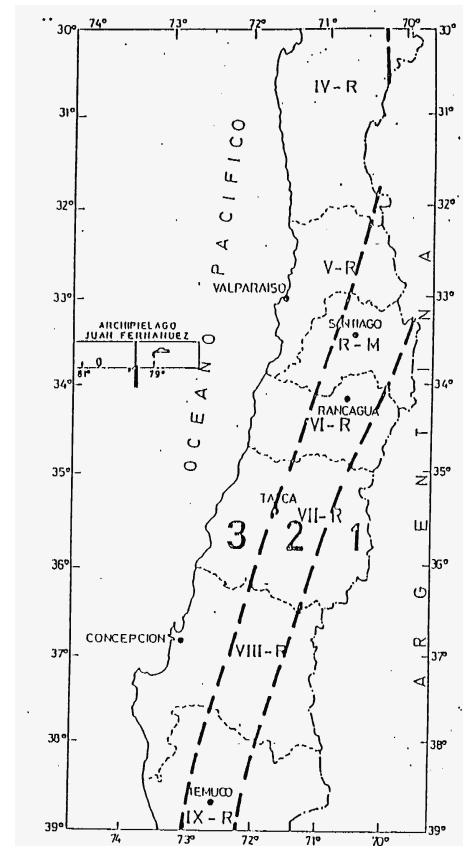 74° 73° 72° 71° 70°
30° 30°
IV-R
31° 31°
32° 32°
V-R
VALPARAISO
33° 33°
ARCHIPIELAGO
JUAN FERNANDEZ
81° 79°
SANTIAGO
R-M
34° 34°
RANCAGUA
VI-R
35° 35°
TALCA
VII-R
3 2 1
36° 36°
CONCEPCION
VIII-R
37° 37°
38° 38°
TEMUCO
IX-R
39° 39°
74 73° 72° 71° 70°
OCEANO PACIFICO
ARGENTINA